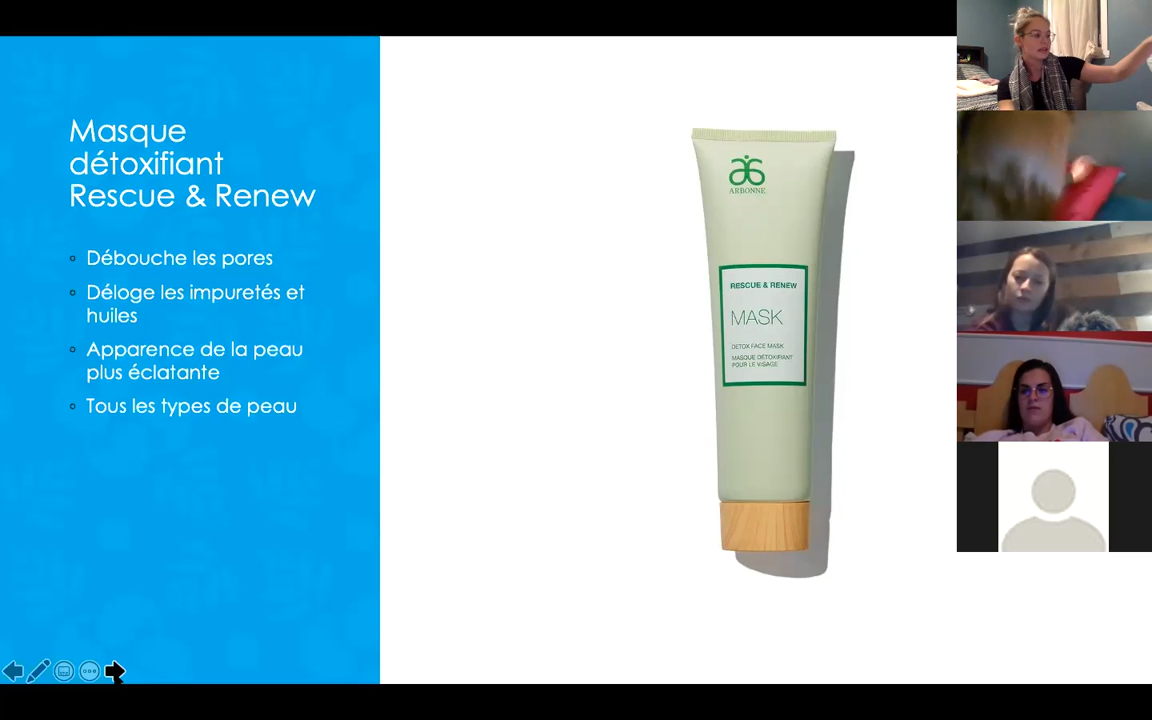 Masque
détoxifiant
Rescue & Renew
Débouche les pores
Déloge les impuretés et
huiles
Apparence de la peau
plus éclatante
Tous les types de peau
ARBONNE
RESCUE & RENEW
MASK
DETOX FACE MASK
MASQUE DÉTOXIFIANT
POUR LE VISAGE